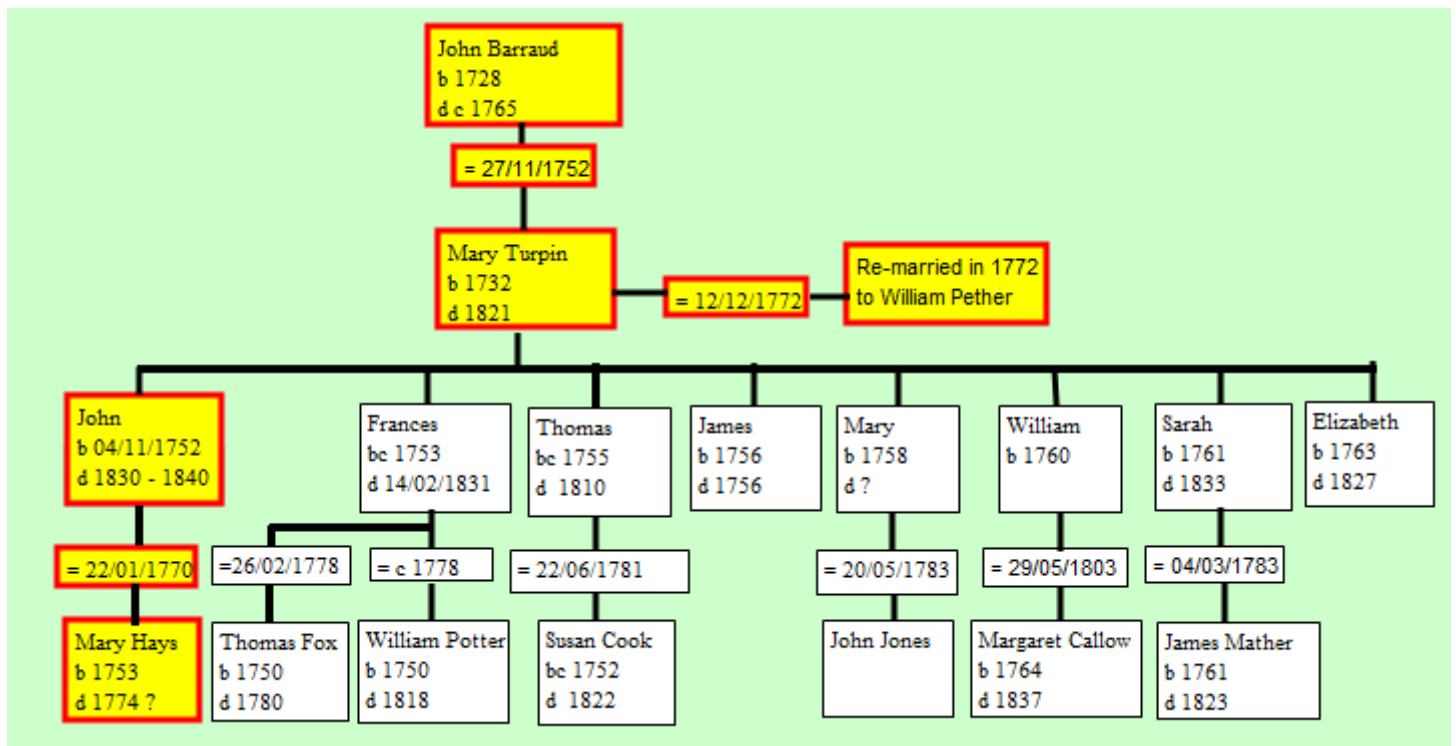 John Barraud
b 1728
d c 1765
= 27/11/1752
Mary Turpin
b 1732
d 1821
= 12/12/1772
Re-married in 1772
to William Pether
John
b 04/11/1752
d 1830 - 1840
Frances
bc 1753
d 14/02/1831
Thomas
bc 1755
d 1810
James
b 1756
d 1756
Mary
b 1758
d ?
William
b 1760
Sarah
b 1761
d 1833
Elizabeth
b 1763
d 1827
= 22/01/1770
=26/02/1778
= c 1778
= 22/06/1781
= 20/05/1783
= 29/05/1803
= 04/03/1783
Mary Hays
b 1753
d 1774 ?
Thomas Fox
b 1750
d 1780
William Potter
b 1750
d 1818
Susan Cook
bc 1752
d 1822
John Jones
Margaret Callow
b 1764
d 1837
James Mather
b 1761
d 1823